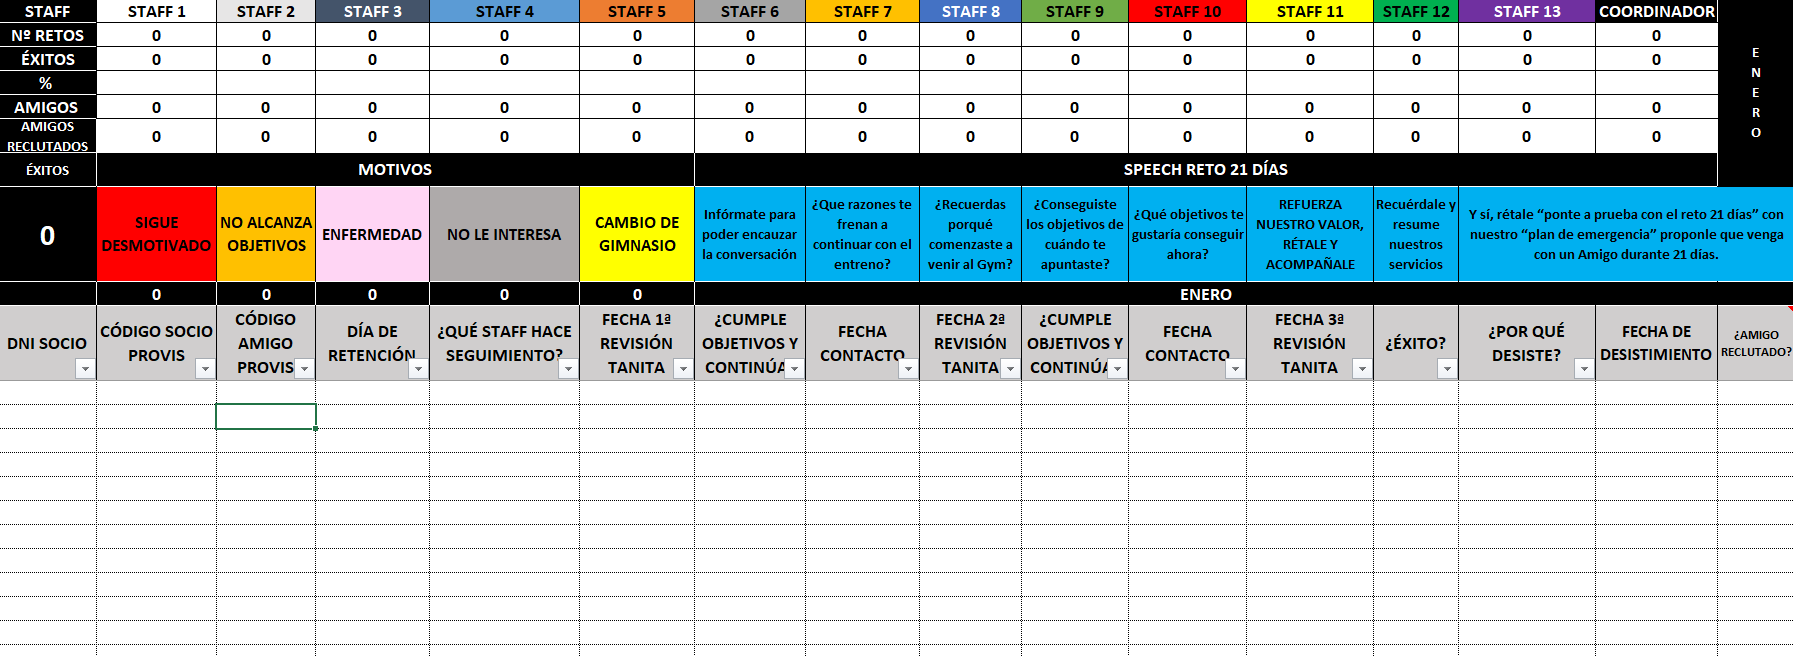 STAFF STAFF 1 STAFF 2 STAFF 3 STAFF 4 STAFF 5 STAFF 6 STAFF 7 STAFF 8 STAFF 9 STAFF 10 STAFF 11 STAFF 12 STAFF 13 COORDINADOR
Nº RETOS 0 0 0 0 0 0 0 0 0 0 0 0 0 0
ÉXITOS 0 0 0 0 0 0 0 0 0 0 0 0 0 0
%
AMIGOS 0 0 0 0 0 0 0 0 0 0 0 0 0 0
AMIGOS
RECLUTADOS 0 0 0 0 0 0 0 0 0 0 0 0 0 0
E
N
E
R
O
ÉXITOS MOTIVOS SPEECH RETO 21 DÍAS
0
SIGUE
DESMOTIVADO
NO ALCANZA
OBJETIVOS
ENFERMEDAD
NO LE INTERESA
CAMBIO DE
GIMNASIO
Infórmate para
poder encauzar
la conversación
¿Que razones te
frenan a
continuar con el
entreno?
¿Recuerdas
porqué
comenzaste a
venir al Gym?
¿Conseguiste
los objetivos de
cuándo te
apuntaste?
¿Qué objetivos te
gustaría conseguir
ahora?
REFUERZA
NUESTRO VALOR,
RÉTALE Y
ACOMPAÑALE
Recuérdale y
resume
nuestros
servicios
Y sí, rétale “ponte a prueba con el reto 21 días” con
nuestro “plan de emergencia” proponle que venga
con un Amigo durante 21 días.
0 0 0 0 0 ENERO
DNI SOCIO
CÓDIGO SOCIO
PROVIS
CÓDIGO
AMIGO
PROVIS
DÍA DE
RETENCIÓN
¿QUÉ STAFF HACE
SEGUIMIENTO?
FECHA 1ª
REVISIÓN
TANITA
¿CUMPLE
OBJETIVOS Y
CONTINÚA
FECHA
CONTACTO
FECHA 2ª
REVISIÓN
TANITA
¿CUMPLE
OBJETIVOS Y
CONTINÚA
FECHA
CONTACTO
FECHA 3ª
REVISIÓN
TANITA
¿ÉXITO?
¿POR QUÉ
DESISTE?
FECHA DE
DESISTIMIENTO
¿AMIGO
RECLUTADO?